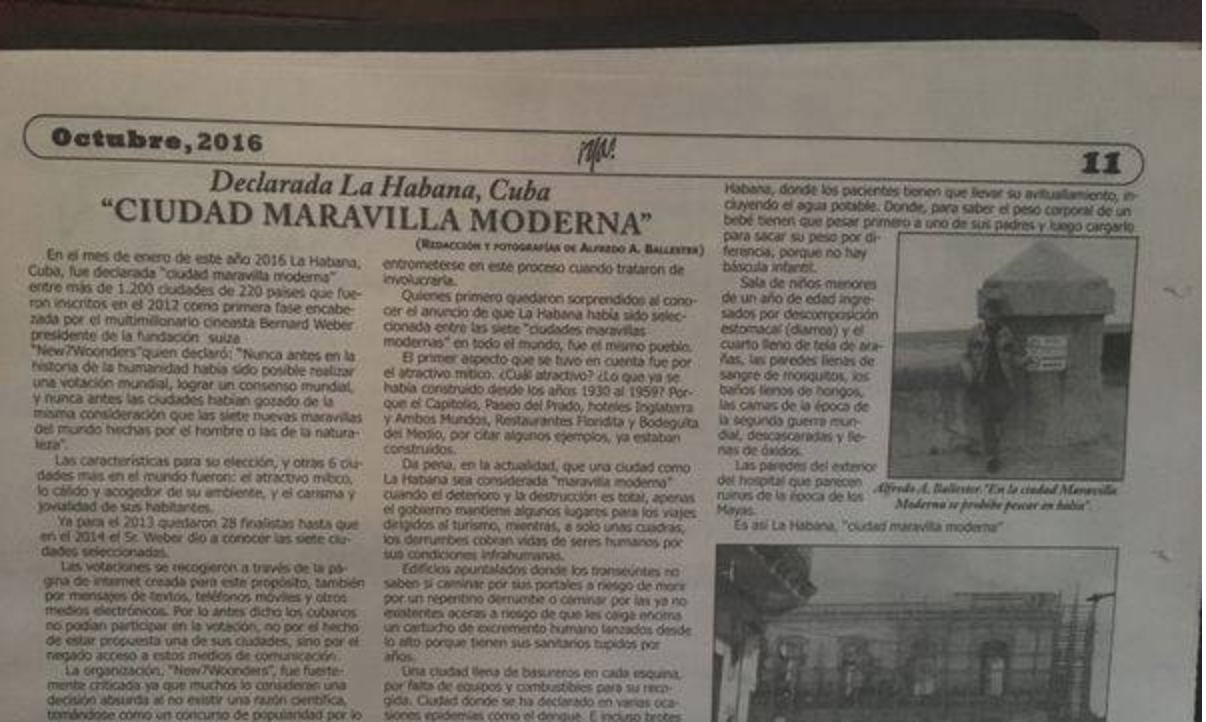 Octubre, 2016
¡ya!
11
Declarada La Habana, Cuba
“CIUDAD MARAVILLA MODERNA”
(REDACCIÓN Y FOTOGRAFÍAS DE ALFREDO A. BALLESTER)
En el mes de enero de este año 2016 La Habana,
Cuba, fue declarada “ciudad maravilla moderna”
entre más de 1.200 ciudades de 220 países que fue-
ron inscritos en el 2012 como primera fase encabe-
zada por el multimillonario cineasta Bernard Weber
presidente de la fundación suiza
“New7Woonders”quien declaró: “Nunca antes en la
historia de la humanidad había sido posible realizar
una votación mundial, lograr un consenso mundial,
y nunca antes las ciudades habían gozado de la
misma consideración que las siete nuevas maravillas
del mundo hechas por el hombre o las de la natura-
leza”.
Las características para su elección, y otras 6 ciu-
dades más en el mundo fueron: el atractivo mítico,
lo cálido y acogedor de su ambiente, y el carisma y
jovialidad de sus habitantes.
Ya para el 2013 quedaron 28 finalistas hasta que
en el 2014 el Sr. Weber dio a conocer las siete ciu-
dades seleccionadas.
Las votaciones se recogieron a través de la pá-
gina de internet creada para este propósito, también
por mensajes de textos, teléfonos móviles y otros
medios electrónicos. Por lo antes dicho los cubanos
no podían participar en la votación, no por el hecho
de estar propuesta una de sus ciudades, sino por el
negado acceso a estos medios de comunicación.
La organización, “New7Woonders”, fue fuerte-
mente criticada ya que muchos lo consideran una
decisión absurda al no existir una razón científica,
tomándose como un concurso de popularidad por lo
entrometerse en este proceso cuando trataron de
involucrarla.
Quienes primero quedaron sorprendidos al cono-
cer el anuncio de que La Habana había sido selec-
cionada entre las siete “ciudades maravillas
modernas” en todo el mundo, fue el mismo pueblo.
El primer aspecto que se tuvo en cuenta fue por
el atractivo mítico. ¿Cuál atractivo? ¿Lo que ya se
había construido desde los años 1930 al 1959? Por-
que el Capitolio, Paseo del Prado, hoteles Inglaterra
y Ambos Mundos, Restaurantes Floridita y Bodeguita
del Medio, por citar algunos ejemplos, ya estaban
construidos.
Da pena, en la actualidad, que una ciudad como
La Habana sea considerada “maravilla moderna”
cuando el deterioro y la destrucción es total, apenas
el gobierno mantiene algunos lugares para los viajes
dirigidos al turismo, mientras, a solo unas cuadras,
los derrumbes cobran vidas de seres humanos por
sus condiciones infrahumanas.
Edificios apuntalados donde los transeúntes no
saben si caminar por sus portales a riesgo de morir
por un repentino derrumbe o caminar por las ya no
existentes aceras a riesgo de que les caiga encima
un cartucho de excremento humano lanzados desde
lo alto porque tienen sus sanitarios tupidos por
años.
Una ciudad llena de basureros en cada esquina,
por falta de equipos y combustibles para su reco-
gida. Ciudad donde se ha declarado en varias oca-
siones epidemias como el dengue. E incluso brotes
Habana, donde los pacientes tienen que llevar su avituallamiento, in-
cluyendo el agua potable. Donde, para saber el peso corporal de un
bebé tienen que pesar primero a uno de sus padres y luego cargarlo
para sacar su peso por di-
ferencia, porque no hay
báscula infantil.
Sala de niños menores
de un año de edad ingre-
sados por descomposición
estomacal (diarrea) y el
cuarto lleno de tela de ara-
ñas, las paredes llenas de
sangre de mosquitos, los
baños llenos de hongos,
las camas de la época de
la segunda guerra mun-
dial, descascaradas y lle-
nas de óxidos.
Las paredes del exterior
del hospital que parecen
ruinas de la época de los
Mayas.
Es así La Habana, “ciudad maravilla moderna”
Alfredo A. Ballester. “En la ciudad Maravilla
Moderna se prohíbe pescar en bahía”.